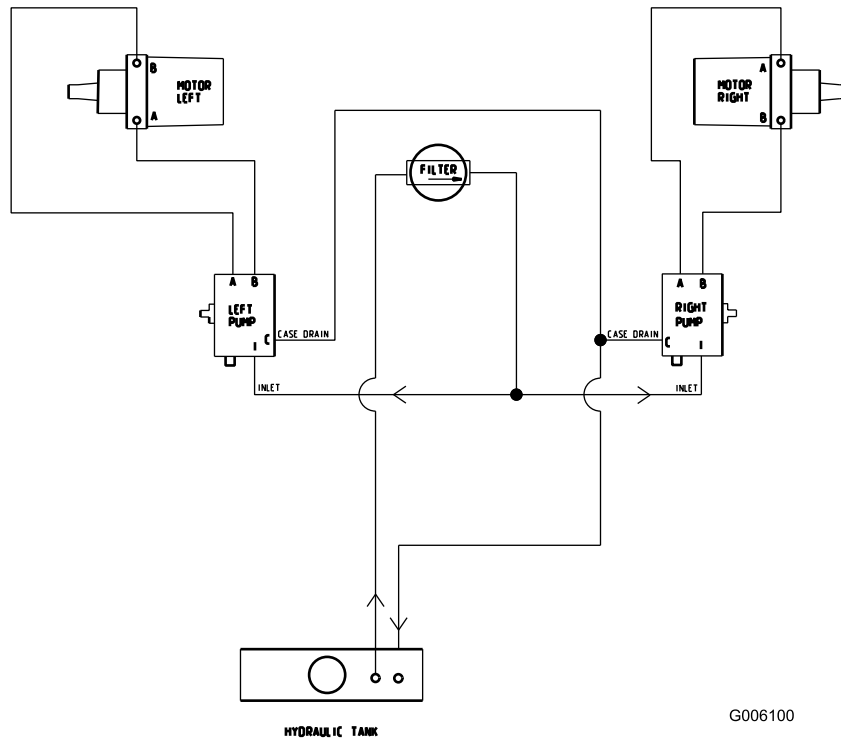 B
MOTOR
LEFT
A
A
MOTOR
RIGHT
B
FILTER
A B
LEFT
PUMP
C
I
CASE DRAIN
INLET
A B
RIGHT
PUMP
C
I
CASE DRAIN
INLET
HYDRAULIC TANK
G006100